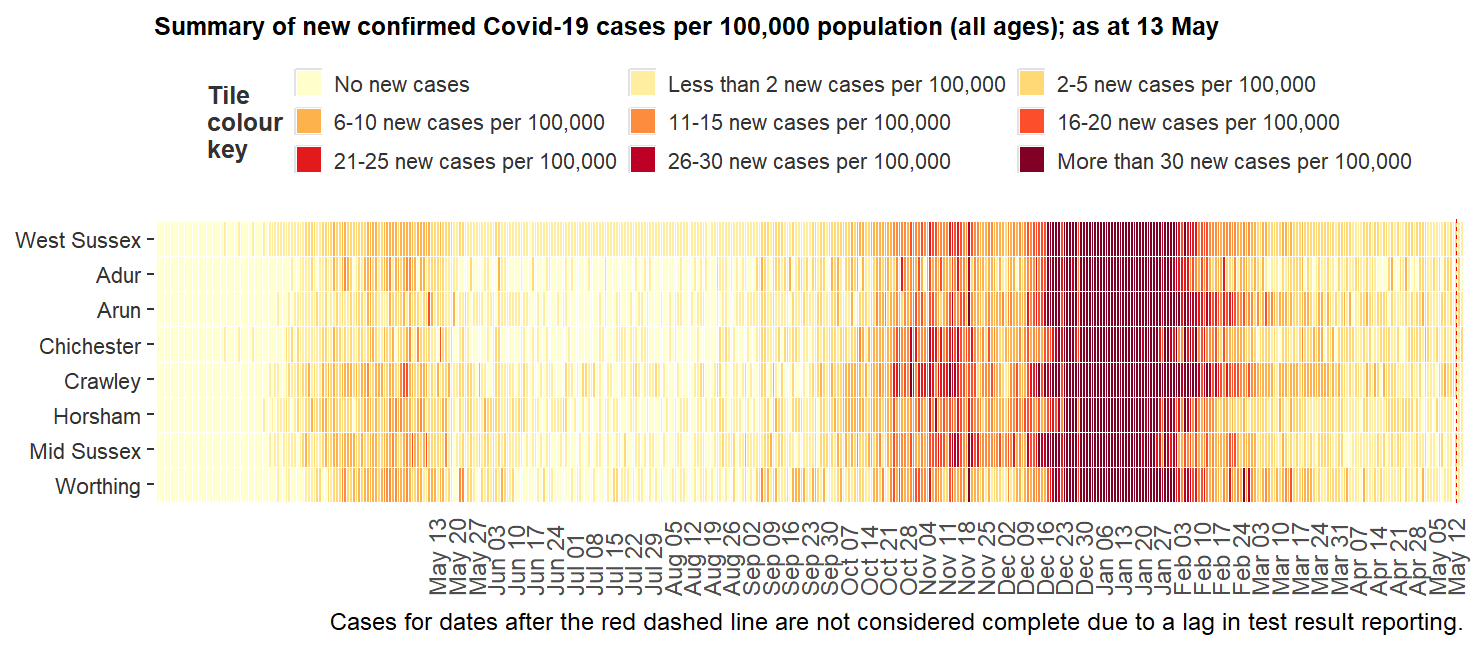 Summary of new confirmed Covid-19 cases per 100,000 population (all ages); as at 13 May
Tile
colour
key
No new cases
Less than 2 new cases per 100,000
2-5 new cases per 100,000
6-10 new cases per 100,000
11-15 new cases per 100,000
16-20 new cases per 100,000
21-25 new cases per 100,000
26-30 new cases per 100,000
More than 30 new cases per 100,000
West Sussex
Adur
Arun
Chichester
Crawley
Horsham
Mid Sussex
Worthing
May 13
May 20
May 27
Jun 03
Jun 10
Jun 17
Jun 24
Jul 01
Jul 08
Jul 15
Jul 22
Jul 29
Aug 05
Aug 12
Aug 19
Aug 26
Sep 02
Sep 09
Sep 16
Sep 23
Sep 30
Oct 07
Oct 14
Oct 21
Oct 28
Nov 04
Nov 11
Nov 18
Nov 25
Dec 02
Dec 09
Dec 16
Dec 23
Dec 30
Jan 06
Jan 13
Jan 20
Jan 27
Feb 03
Feb 10
Feb 17
Feb 24
Mar 03
Mar 10
Mar 17
Mar 24
Mar 31
Apr 07
Apr 14
Apr 21
Apr 28
May 05
May 12
Cases for dates after the red dashed line are not considered complete due to a lag in test result reporting.